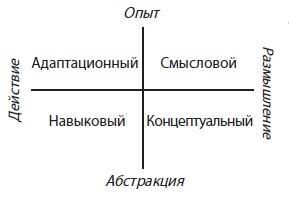 Опыт
Действие
Адаптационный
Смысловой
Размышление
Навыковый
Концептуальный
Абстракция